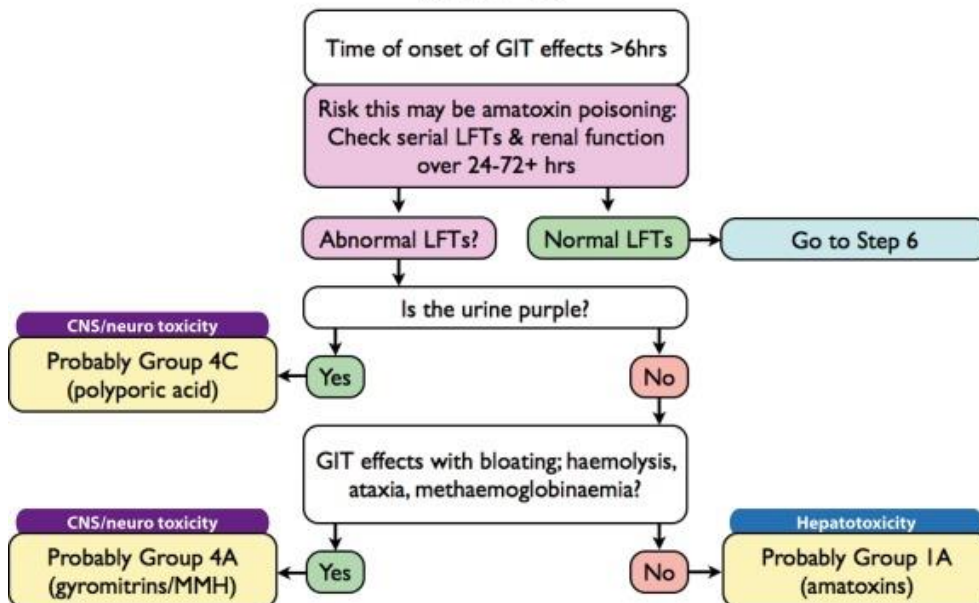 Time of onset of GIT effects >6hrs
Risk this may be amatoxin poisoning:
Check serial LFTs & renal function
over 24-72+ hrs
Abnormal LFTs?
Normal LFTs
Go to Step 6
Is the urine purple?
CNS/neuro toxicity
Probably Group 4C
(polyporic acid)
Yes
No
GIT effects with bloating; haemolysis,
ataxia, methaemoglobinaemia?
CNS/neuro toxicity
Probably Group 4A
(gyromitrins/MMH)
Yes
No
Hepatotoxicity
Probably Group 1A
(amatoxins)